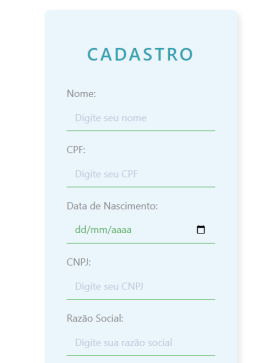 CADASTRO
Nome:
Digite seu nome
CPF:
Digite seu CPF
Data de Nascimento:
dd/mm/aaaa
CNPJ:
Digite seu CNPJ
Razão Social:
Digite sua razão social